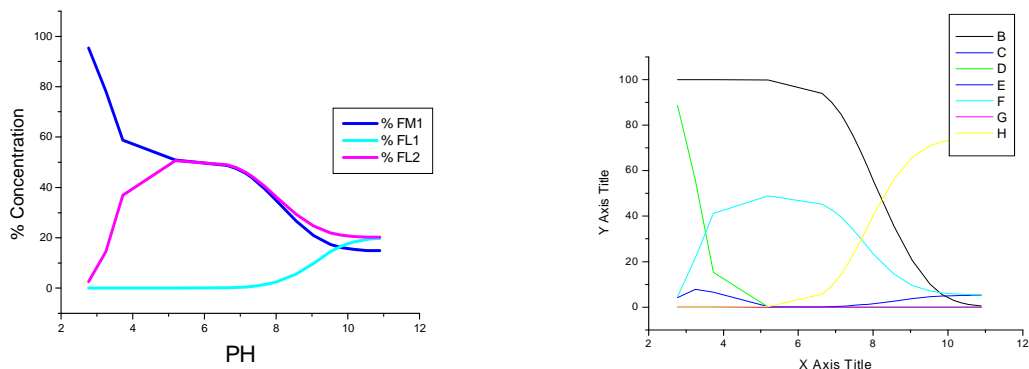 % Concentration
100
80
60
40
20
0
2 4 6 8 10 12
PH
% FM1
% FL1
% FL2
Y Axis Title
100
80
60
40
20
0
2 4 6 8 10 12
X Axis Title
B
C
D
E
F
G
H